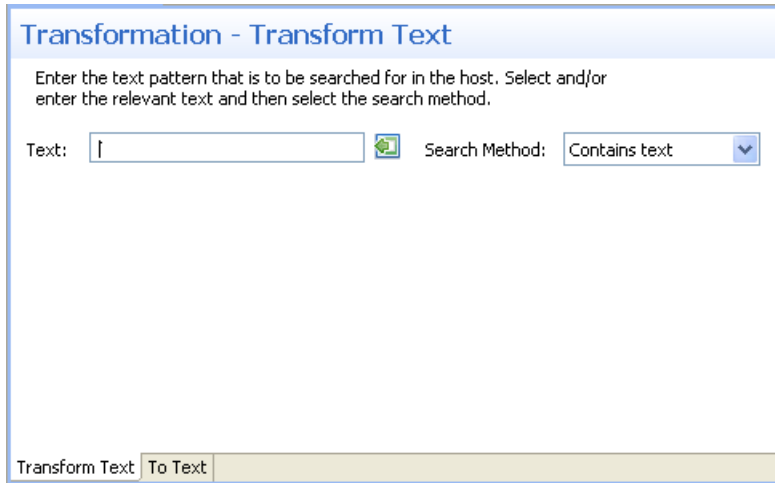 Transformation - Transform Text
Enter the text pattern that is to be searched for in the host. Select and/or
enter the relevant text and then select the search method.
Text: Search Method: Contains text
Transform Text To Text